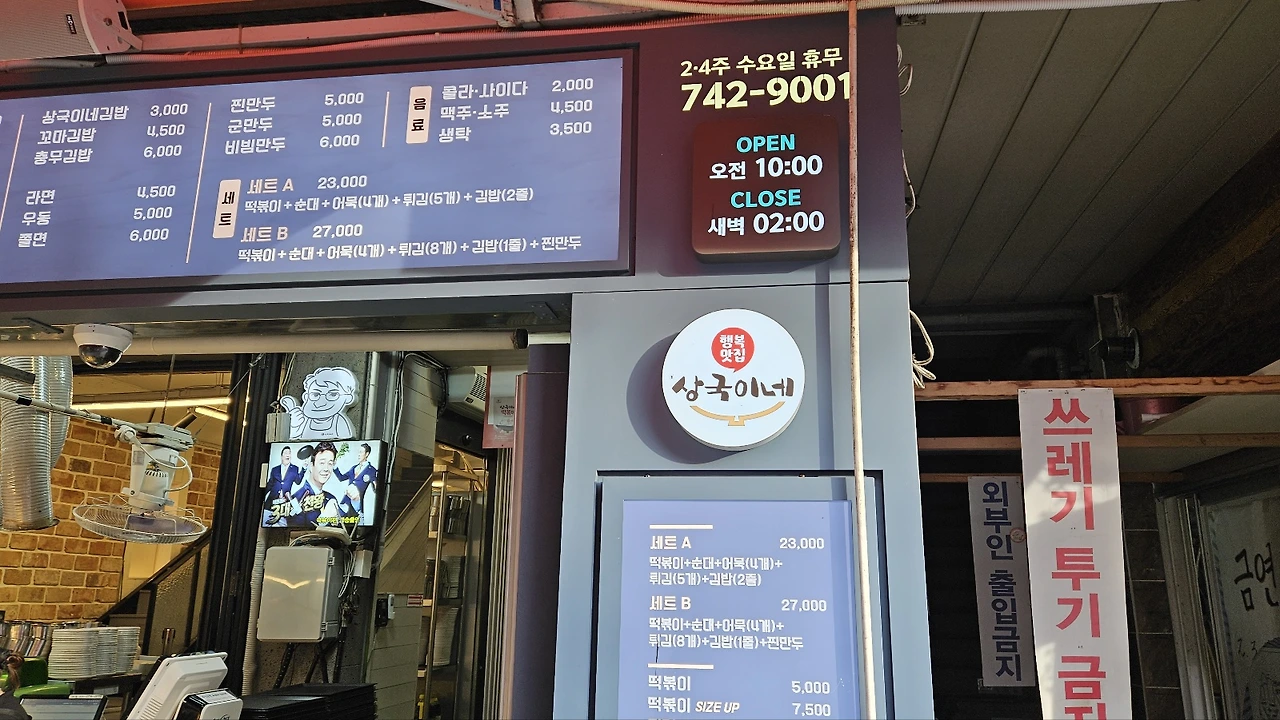 상국이네김밥 3,000
꼬마김밥 4,500
충무김밥 6,000
라면 4,500
우동 5,000
쫄면 6,000
찐만두 5,000
군만두 5,000
비빔만두 6,000
음료
콜라·사이다 2,000
맥주·소주 4,500
생탁 3,500
세트
세트 A 23,000
떡볶이+순대+어묵(4개)+튀김(5개)+김밥(2줄)
세트 B 27,000
떡볶이+순대+어묵(4개)+튀김(8개)+김밥(1줄)+찐만두
2·4주 수요일 휴무
742-9001
OPEN
오전 10:00
CLOSE
새벽 02:00
행복
맛집
상국이네
3대천왕
세트 A 23,000
떡볶이+순대+어묵(4개)+
튀김(5개)+김밥(2줄)
세트 B 27,000
떡볶이+순대+어묵(4개)+
튀김(8개)+김밥(1줄)+찐만두
떡볶이 5,000
떡볶이 SIZE UP 7,500
외부인 출입금지
쓰레기 투기 금지
금연